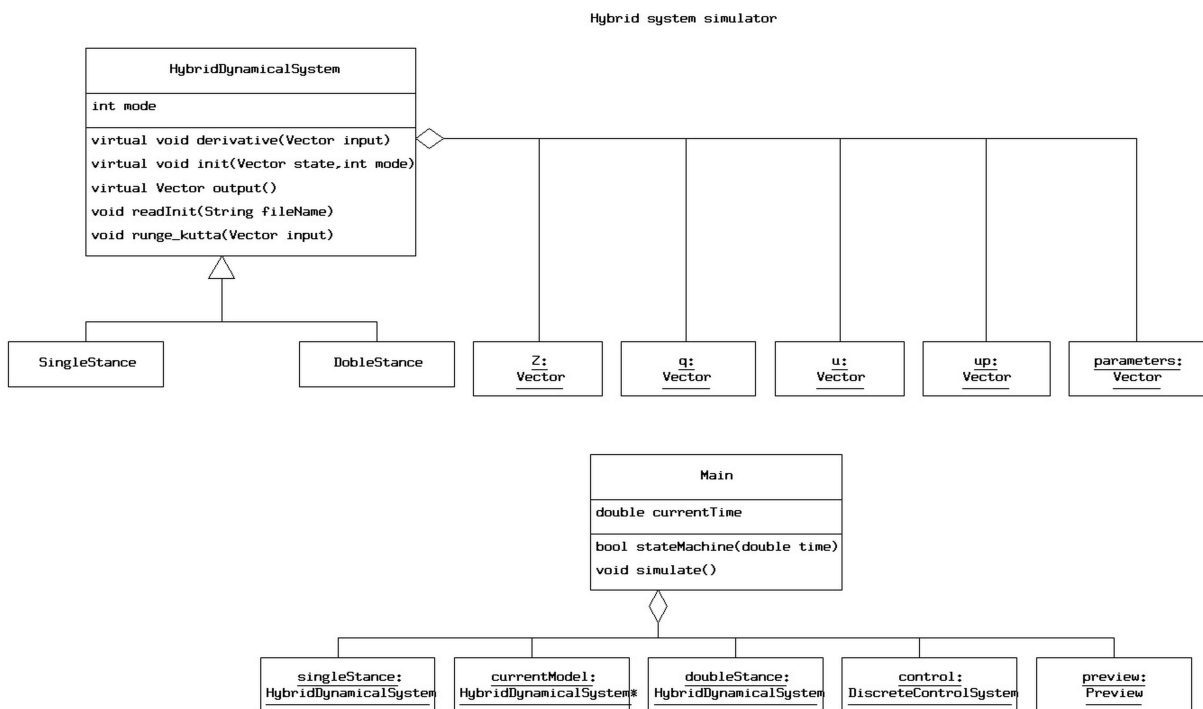 Hybrid system simulator
HybridDynamicalSystem
int mode
virtual void derivative(Vector input)
virtual void init(Vector state,int mode)
virtual Vector output()
void readInit(String fileName)
void runge_kutta(Vector input)
SingleStance
DobleStance
Z:
Vector
q:
Vector
u:
Vector
up:
Vector
parameters:
Vector
Main
double currentTime
bool stateMachine(double time)
void simulate()
singleStance:
HybridDynamicalSystem
currentModel:
HybridDynamicalSystem*
doubleStance:
HybridDynamicalSystem
control:
DiscreteControlSystem
preview:
Preview